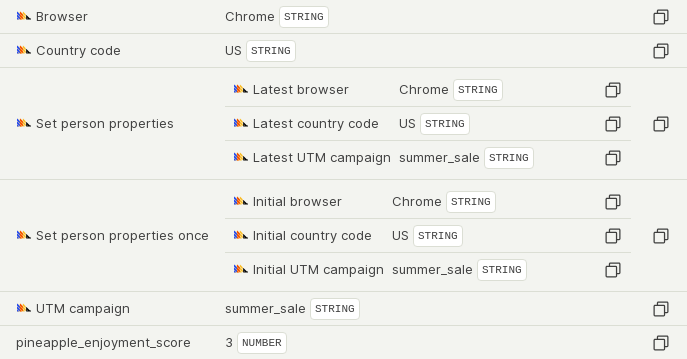 Browser Chrome STRING
Country code US STRING
Latest browser Chrome STRING
Set person properties Latest country code US STRING
Latest UTM campaign summer_sale STRING
Initial browser Chrome STRING
Set person properties once Initial country code US STRING
Initial UTM campaign summer_sale STRING
UTM campaign summer_sale STRING
pineapple_enjoyment_score 3 NUMBER